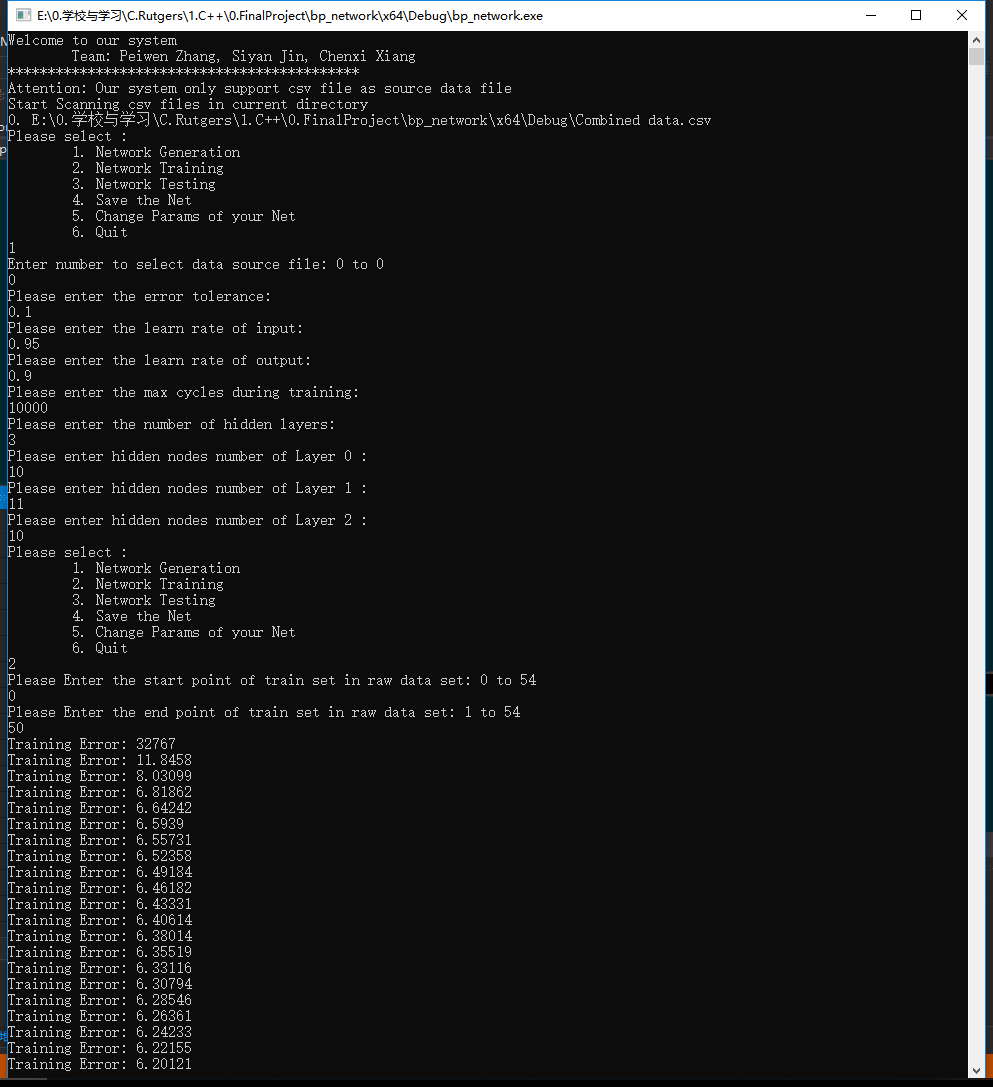 E:\0.学校与学习\C.Rutgers\1.C++\0.FinalProject\bp_network\x64\Debug\bp_network.exe
Welcome to our system
Team: Peiwen Zhang, Siyan Jin, Chenxi Xiang
********************************************
Attention: Our system only support csv file as source data file
Start Scanning csv files in current directory
0. E:\0.学校与学习\C.Rutgers\1.C++\0.FinalProject\bp_network\x64\Debug\Combined data.csv
Please select :
1. Network Generation
2. Network Training
3. Network Testing
4. Save the Net
5. Change Params of your Net
6. Quit
1
Enter number to select data source file: 0 to 0
0
Please enter the error tolerance:
0.1
Please enter the learn rate of input:
0.95
Please enter the learn rate of output:
0.9
Please enter the max cycles during training:
10000
Please enter the number of hidden layers:
3
Please enter hidden nodes number of Layer 0 :
10
Please enter hidden nodes number of Layer 1 :
11
Please enter hidden nodes number of Layer 2 :
10
Please select :
1. Network Generation
2. Network Training
3. Network Testing
4. Save the Net
5. Change Params of your Net
6. Quit
2
Please Enter the start point of train set in raw data set: 0 to 54
0
Please Enter the end point of train set in raw data set: 1 to 54
50
Training Error: 32767
Training Error: 11.8458
Training Error: 8.03099
Training Error: 6.81862
Training Error: 6.64242
Training Error: 6.5939
Training Error: 6.55731
Training Error: 6.52358
Training Error: 6.49184
Training Error: 6.46182
Training Error: 6.43331
Training Error: 6.40614
Training Error: 6.38014
Training Error: 6.35519
Training Error: 6.33116
Training Error: 6.30794
Training Error: 6.28546
Training Error: 6.26361
Training Error: 6.24233
Training Error: 6.22155
Training Error: 6.20121